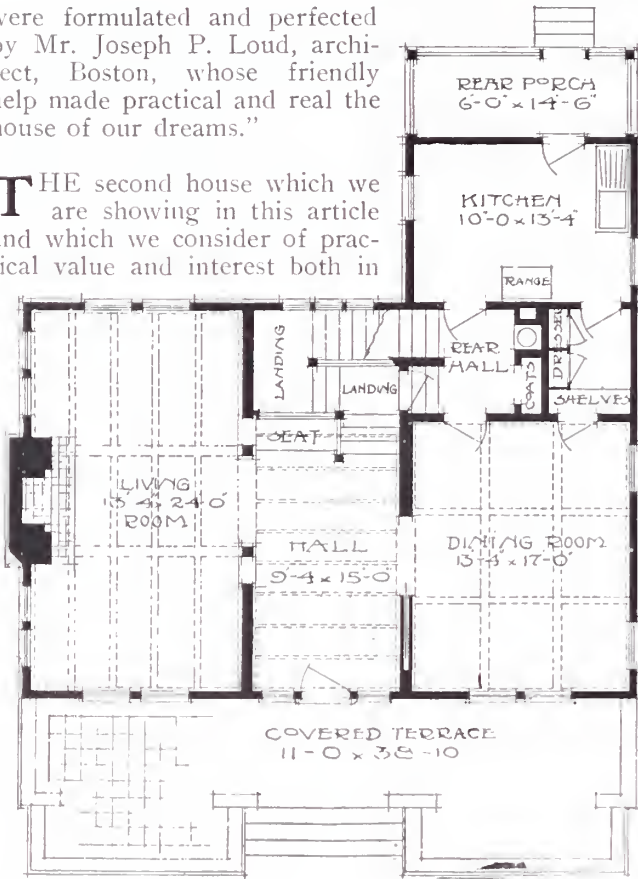 were formulated and perfected
by Mr. Joseph P. Loud, archi-
tect, Boston, whose friendly
help made practical and real the
house of our dreams."
THE second house which we
are showing in this article
and which we consider of prac-
tical value and interest both in
REAR PORCH
6'-0" x 14'-6"
KITCHEN
10'-0 x 13'-4"
RANGE
REAR
HALL
DRESSER
COATS
SHELVES
LANDING
LANDING
SEAT
LIVING
13'-4" x 24'-0"
ROOM
HALL
9'-4 x 15'-0"
DINING ROOM
13'-4" x 17'-0"
COVERED TERRACE
11-0 x 38-10